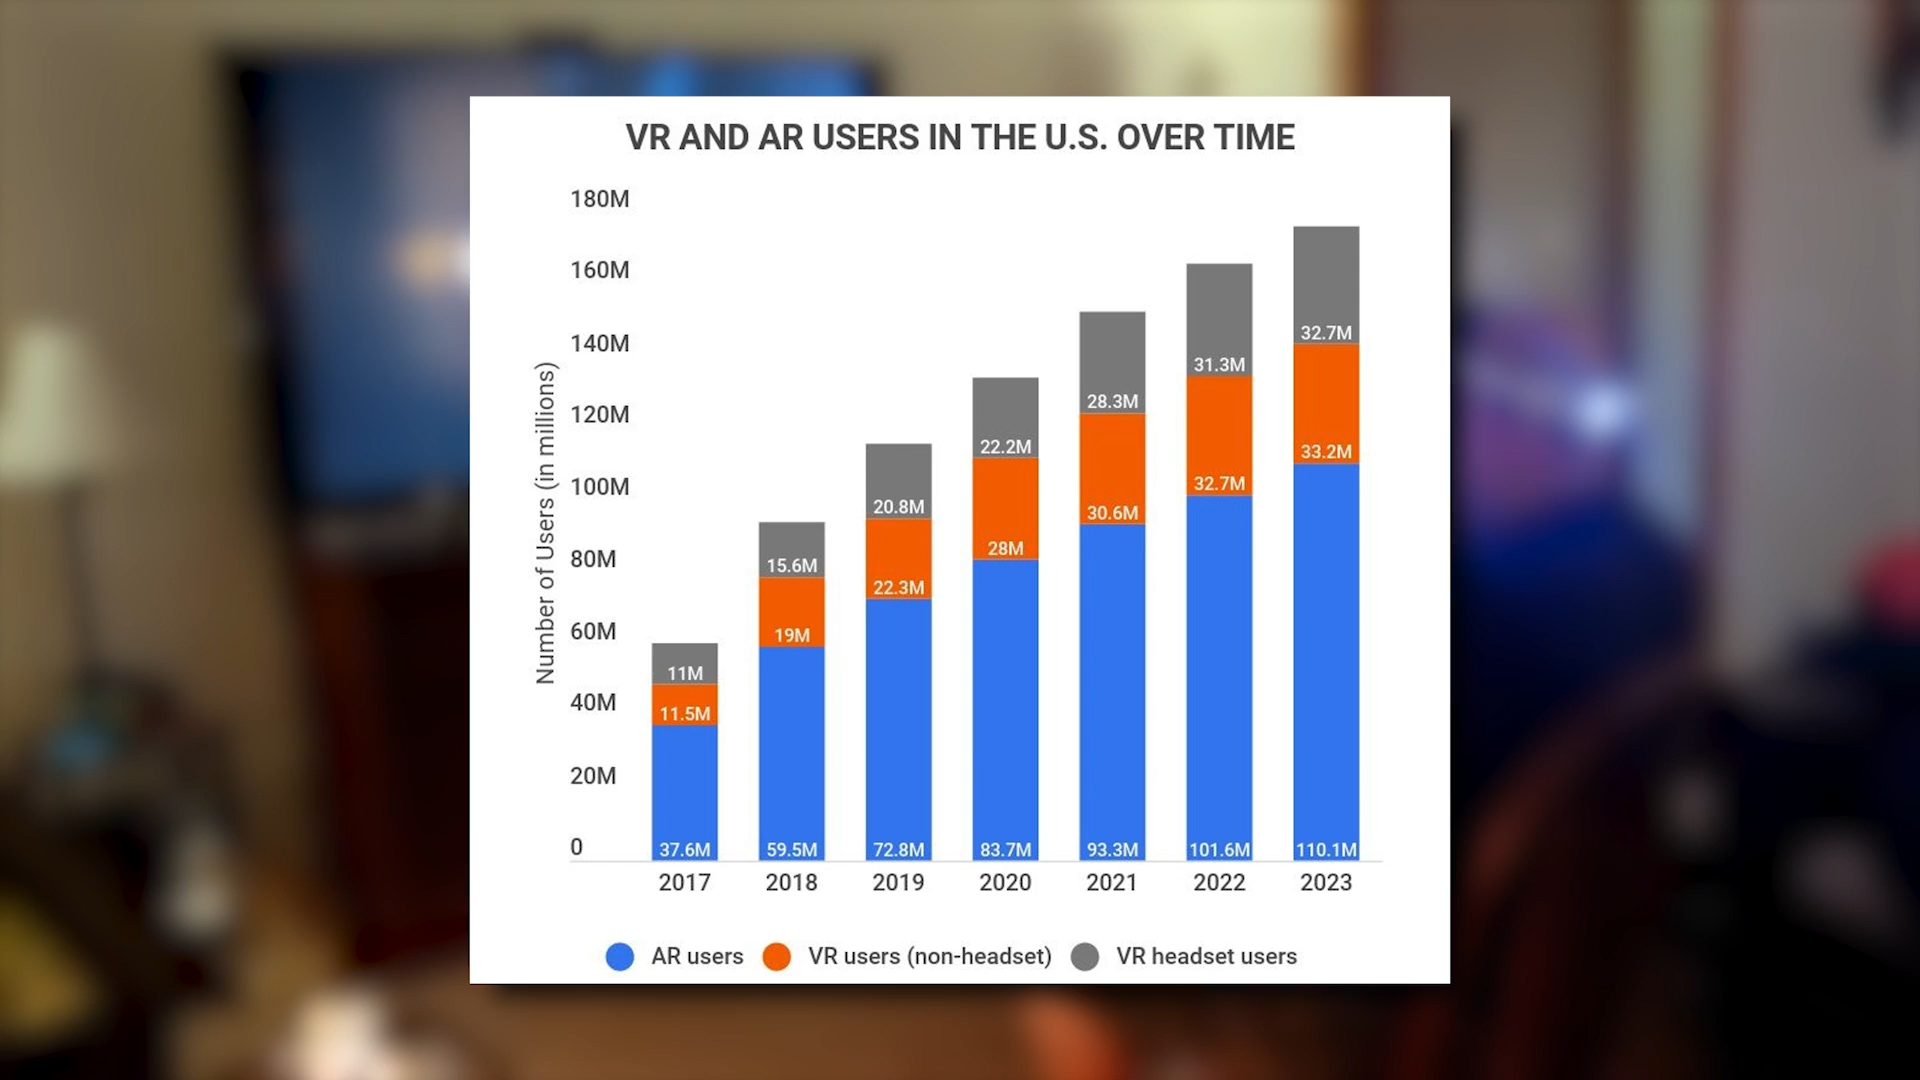 VR AND AR USERS IN THE U.S. OVER TIME
Number of Users (in millions)
180M
160M
140M
120M
100M
80M
60M
40M
20M
0
11M
11.5M
37.6M
15.6M
19M
59.5M
20.8M
22.3M
72.8M
22.2M
28M
83.7M
28.3M
30.6M
93.3M
31.3M
32.7M
101.6M
32.7M
33.2M
110.1M
2017 2018 2019 2020 2021 2022 2023
AR users VR users (non-headset) VR headset users